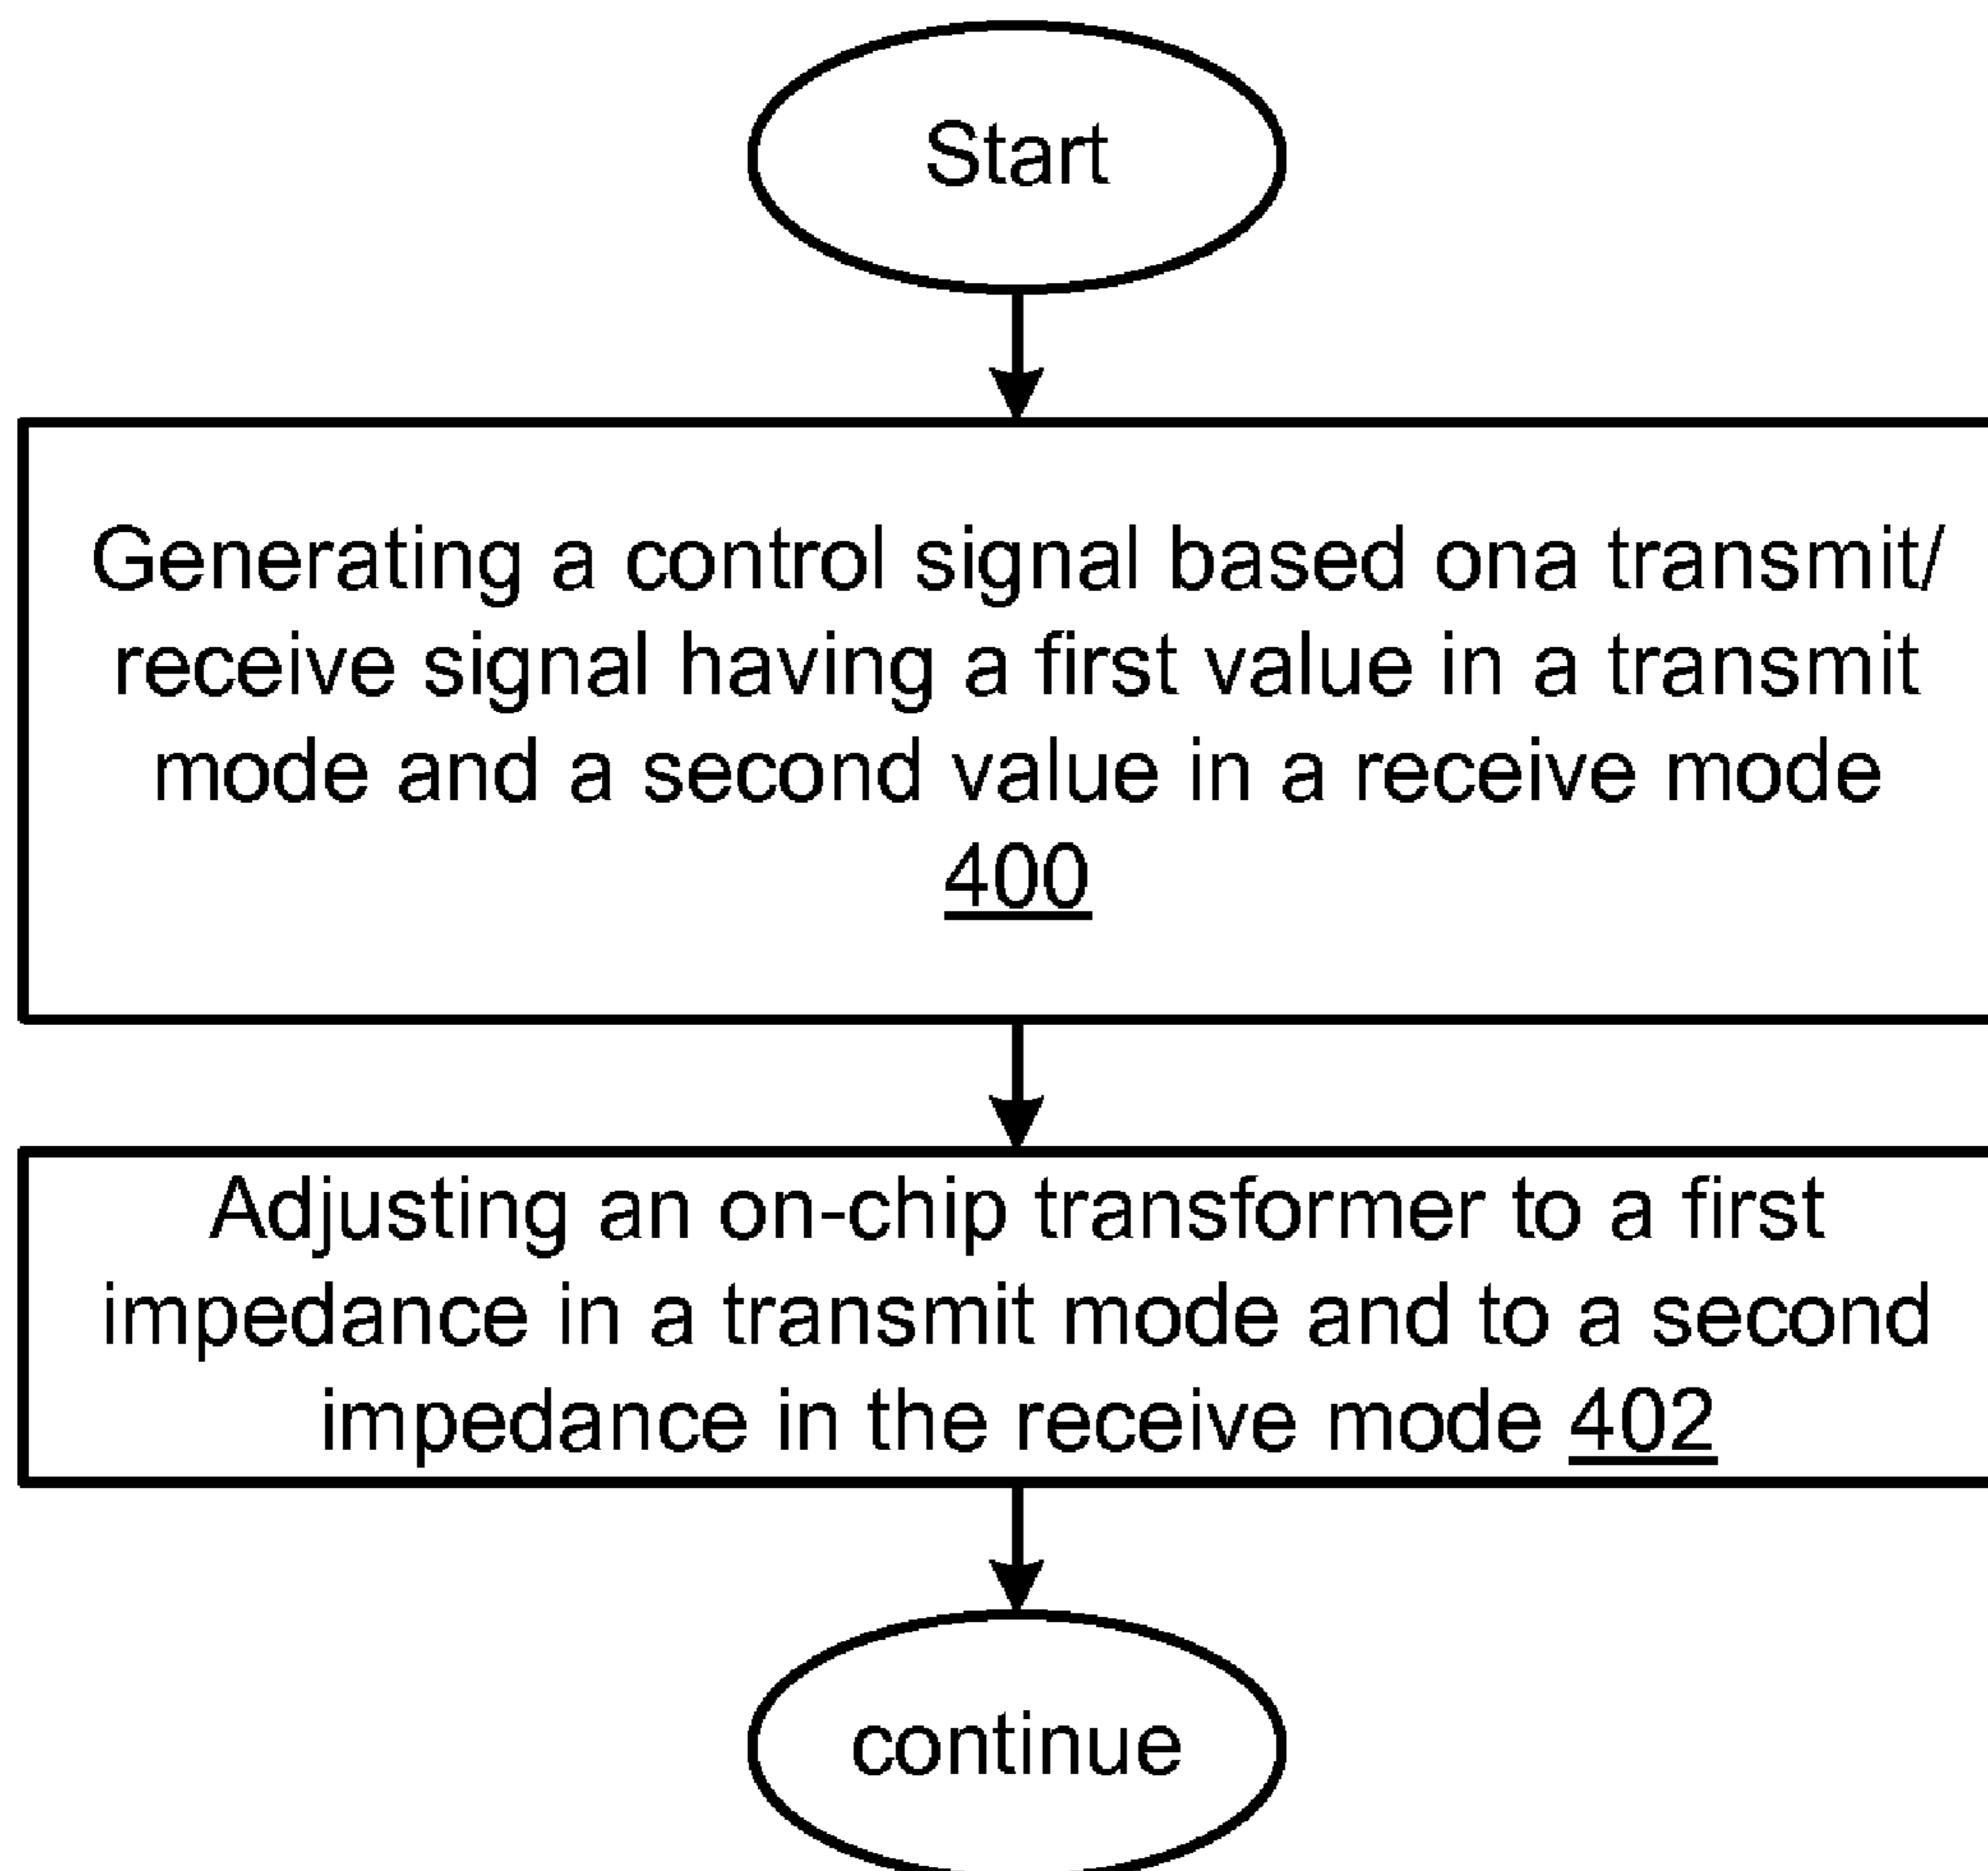 Start
Generating a control signal based ona transmit/
receive signal having a first value in a transmit
mode and a second value in a receive mode
400
Adjusting an on-chip transformer to a first
impedance in a transmit mode and to a second
impedance in the receive mode 402
continue